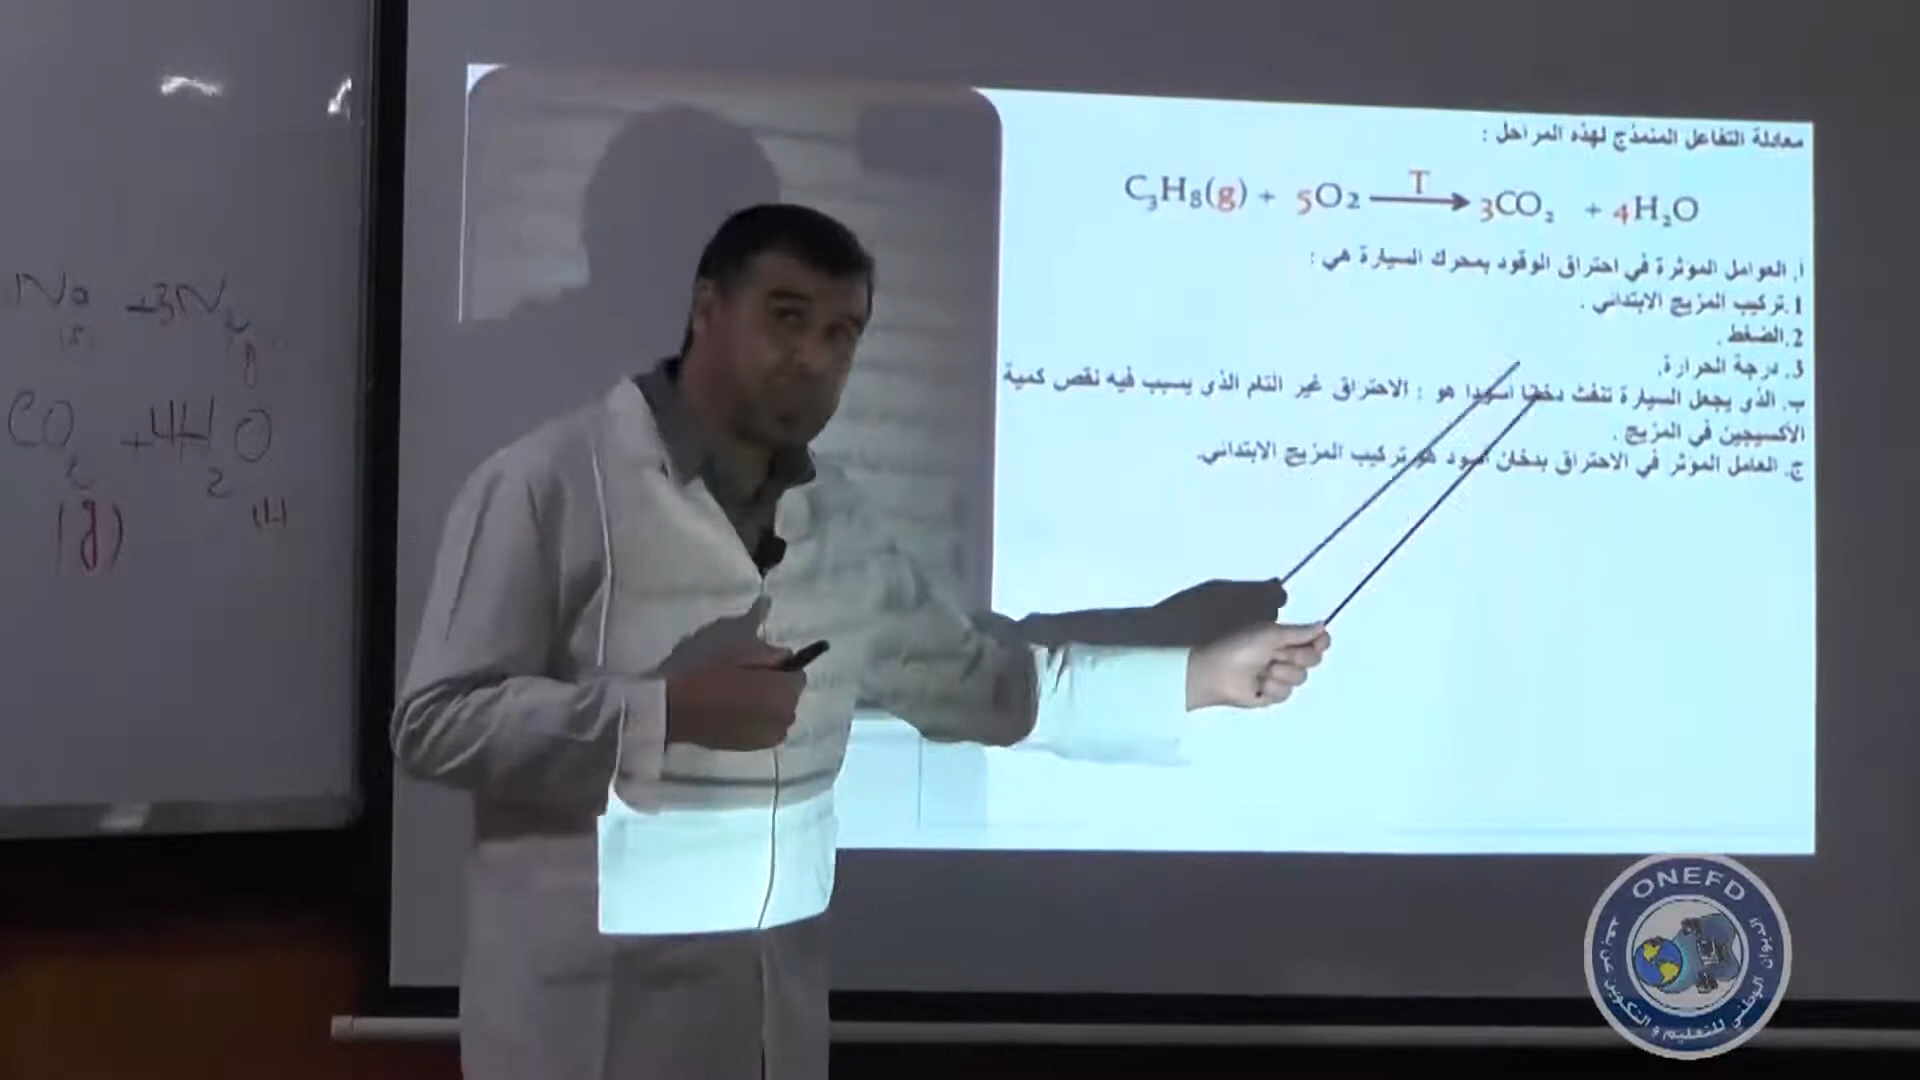 معادلة التفاعل المنمذج لهذه المراحل :
C₃H₈(g) + 5O₂ —T→ 3CO₂ + 4H₂O
أ. العوامل المؤثرة في احتراق الوقود بمحرك السيارة هي :
1.تركيب المزيج الابتدائي .
2.الضغط .
3. درجة الحرارة.
ب. الذي يجعل السيارة تنفث دخانا أسودا هو : الاحتراق غير التام الذي يسبب فيه نقص كمية
الأكسيجين في المزيج .
ج. العامل المؤثر في الاحتراق بدخان أسود هو تركيب المزيج الابتدائي.
+3N₂
g
CO₂ +4H₂O
(g)
ONEFD
الديوان الوطني للتعليم و التكوين عن بعد